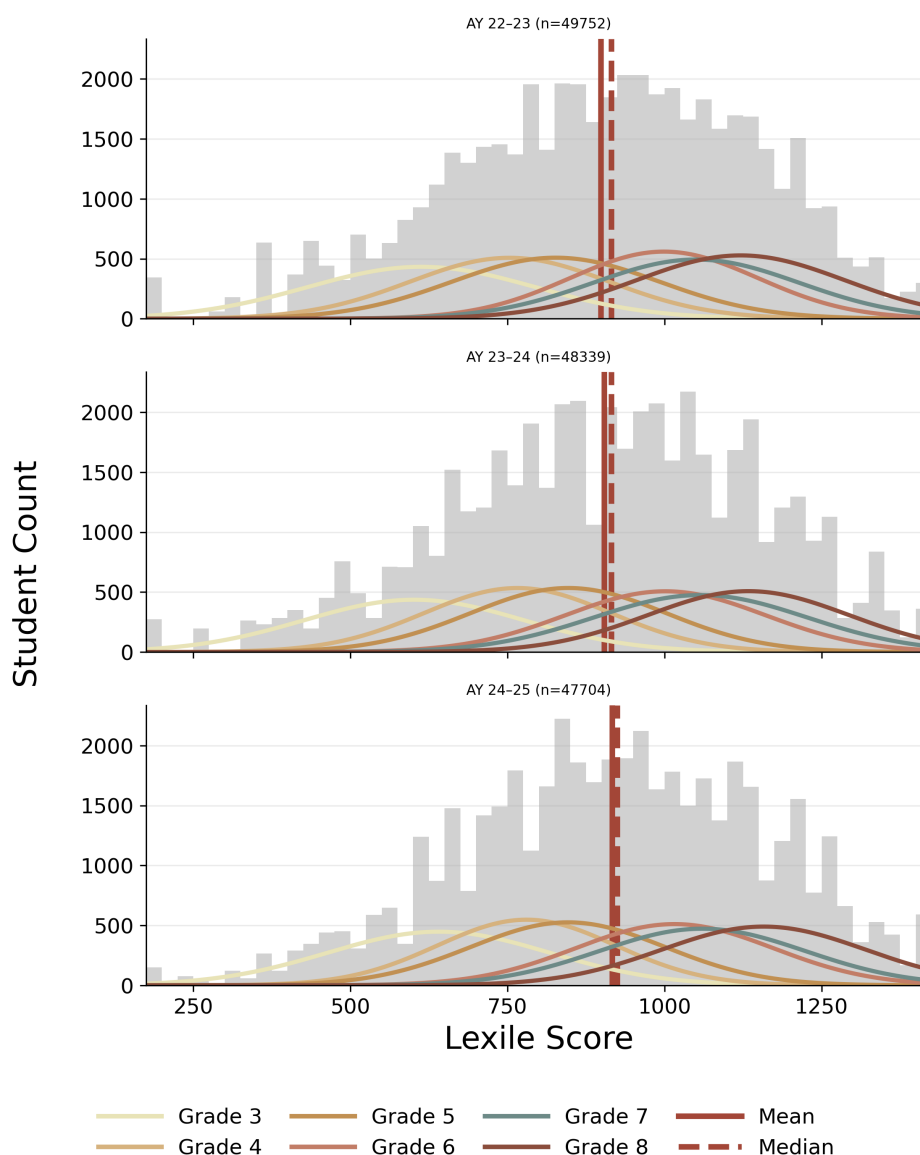 AY 22–23 (n=49752)
2000
1500
1000
500
0
AY 23–24 (n=48339)
2000
1500
1000
500
0
Student Count
AY 24–25 (n=47704)
2000
1500
1000
500
0
250 500 750 1000 1250
Lexile Score
Grade 3 Grade 5 Grade 7 Mean
Grade 4 Grade 6 Grade 8 Median